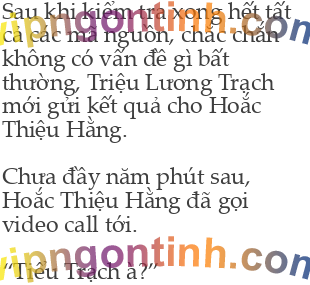 Sau khi kiểm tra xong hết tất
cả các mã nguồn, chắc chắn
không có vấn đề gì bất
thường, Triệu Lương Trạch
mới gửi kết quả cho Hoắc
Thiệu Hằng.

Chưa đầy năm phút sau,
Hoắc Thiệu Hằng đã gọi
video call tới.
vipngontinh.com
“Tiểu Trạch à?”
vipngontinh.com